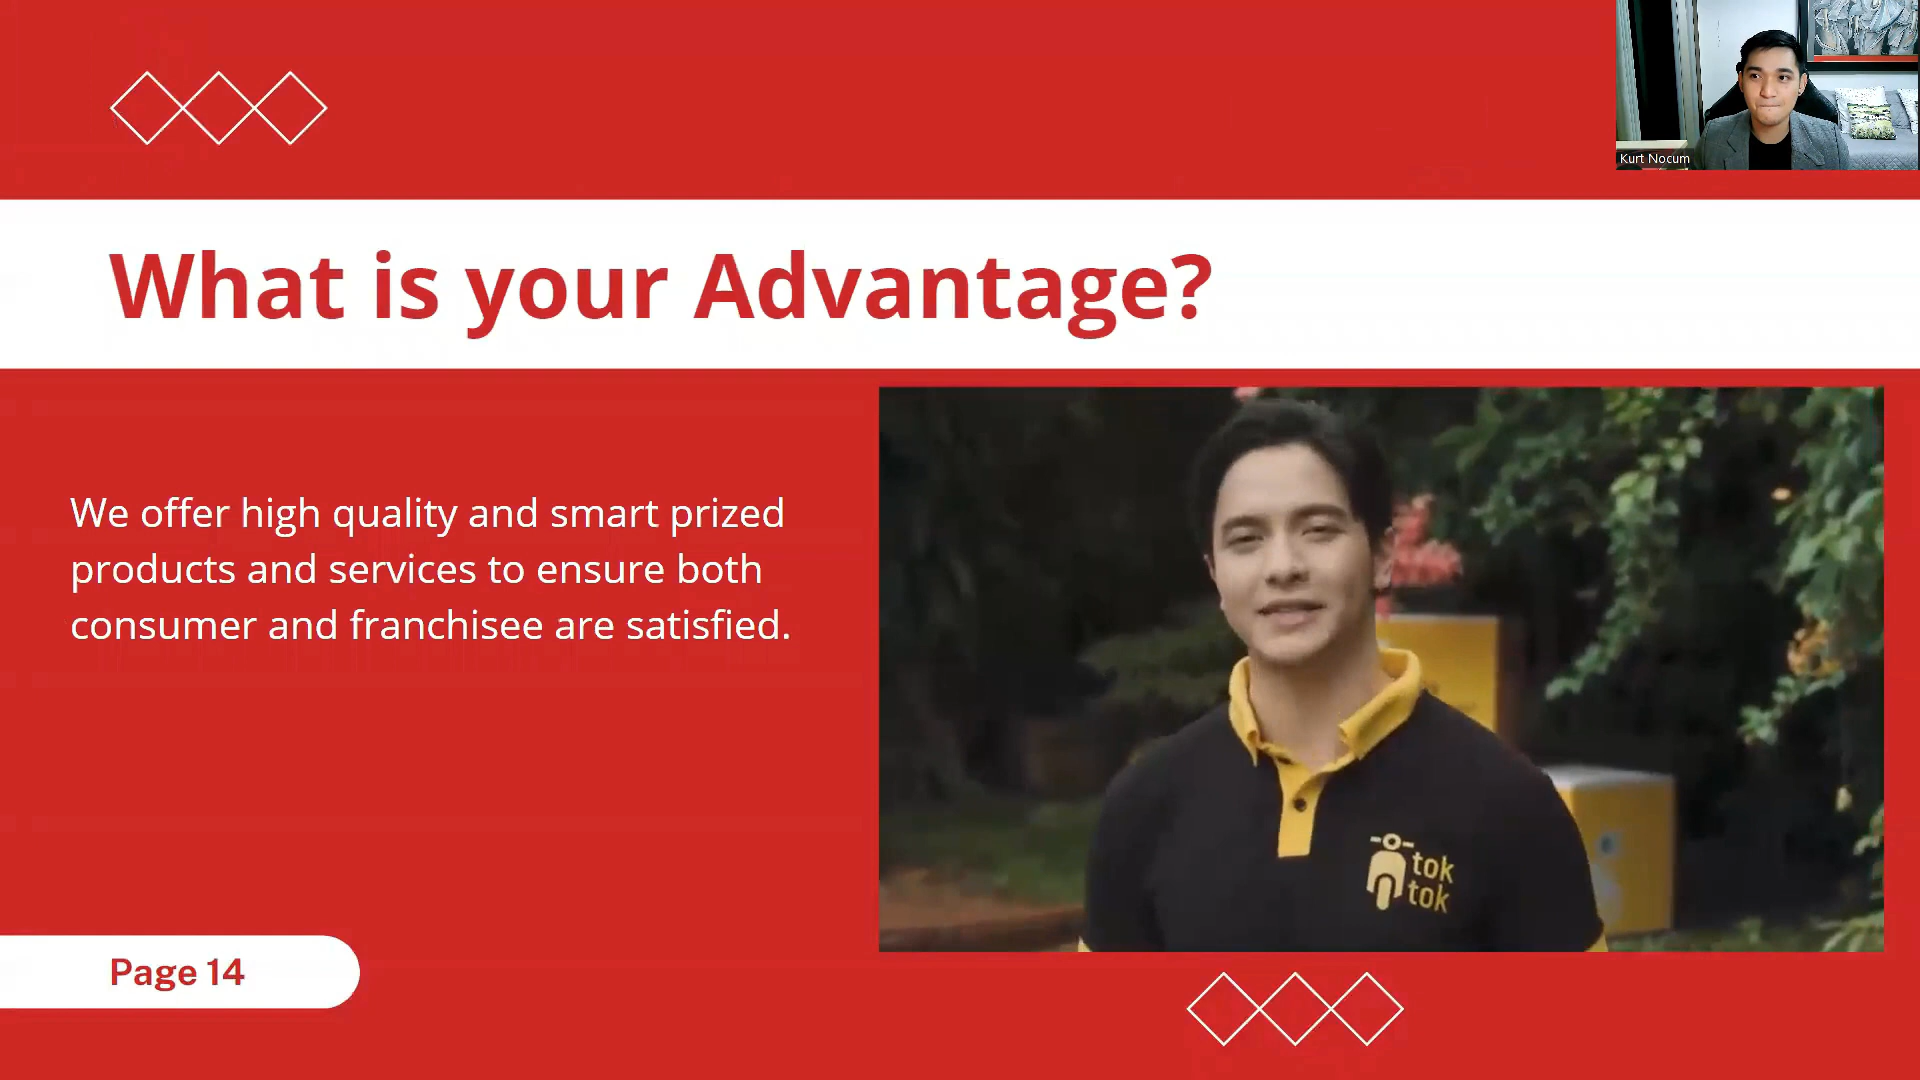 Kurt Nocum
What is your Advantage?
We offer high quality and smart prized
products and services to ensure both
consumer and franchisee are satisfied.
tok
tok
Page 14